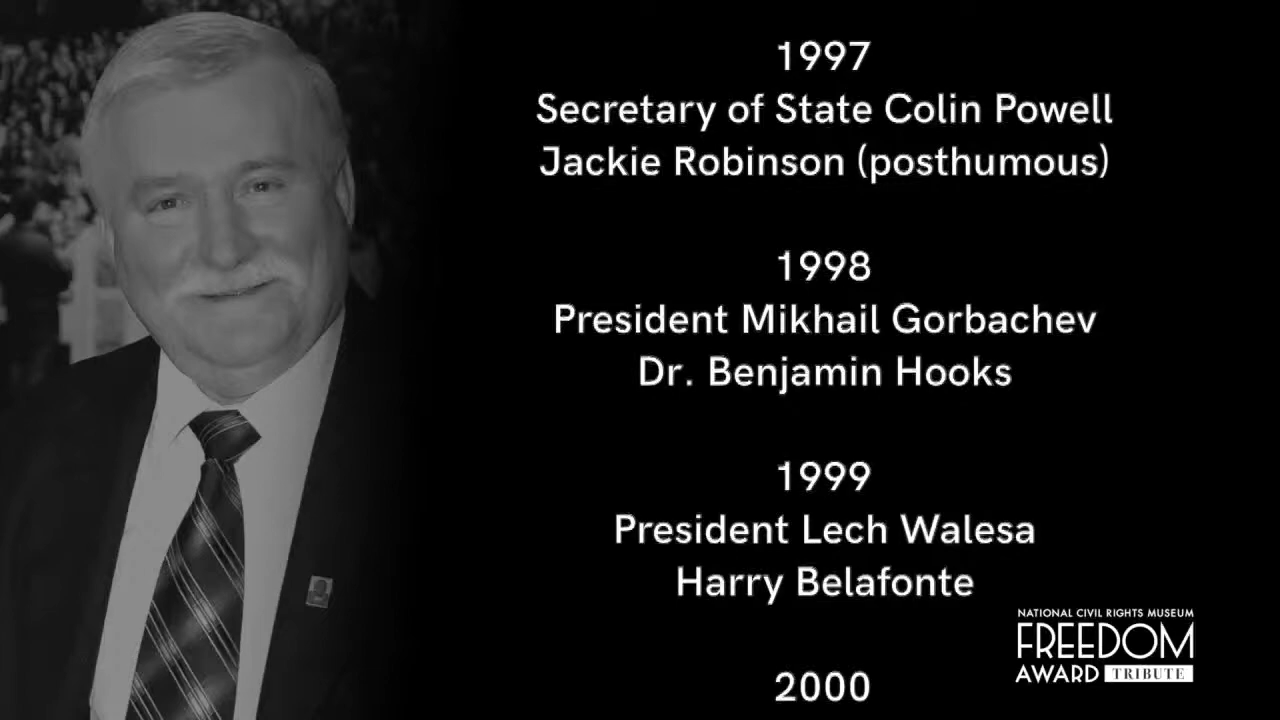 1997
Secretary of State Colin Powell
Jackie Robinson (posthumous)
1998
President Mikhail Gorbachev
Dr. Benjamin Hooks
1999
President Lech Walesa
Harry Belafonte
2000
NATIONAL CIVIL RIGHTS MUSEUM
FREEDOM
AWARD TRIBUTE